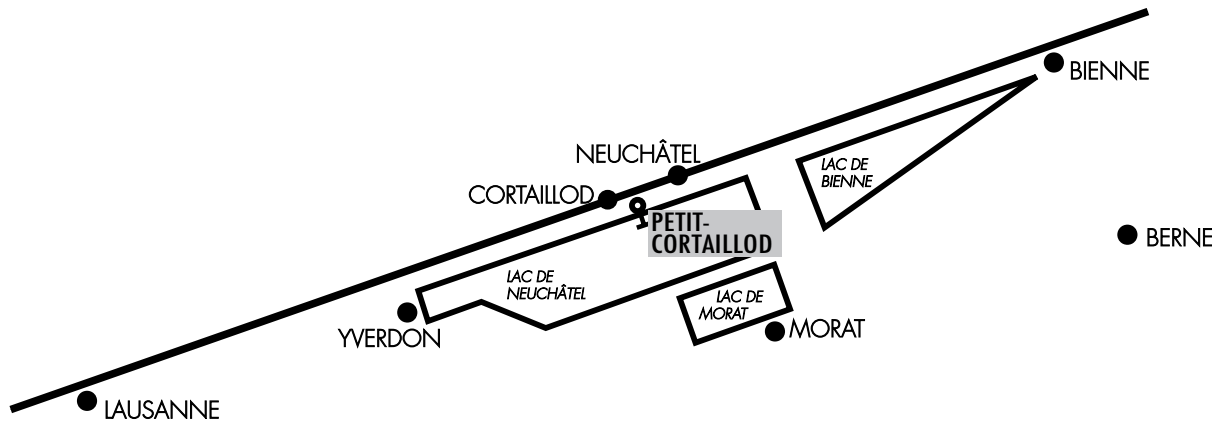 BIENNE
NEUCHÂTEL
LAC DE
BIENNE
CORTAILLOD
PETIT-
CORTAILLOD
BERNE
LAC DE
NEUCHÂTEL
LAC DE
MORAT
YVERDON
MORAT
LAUSANNE